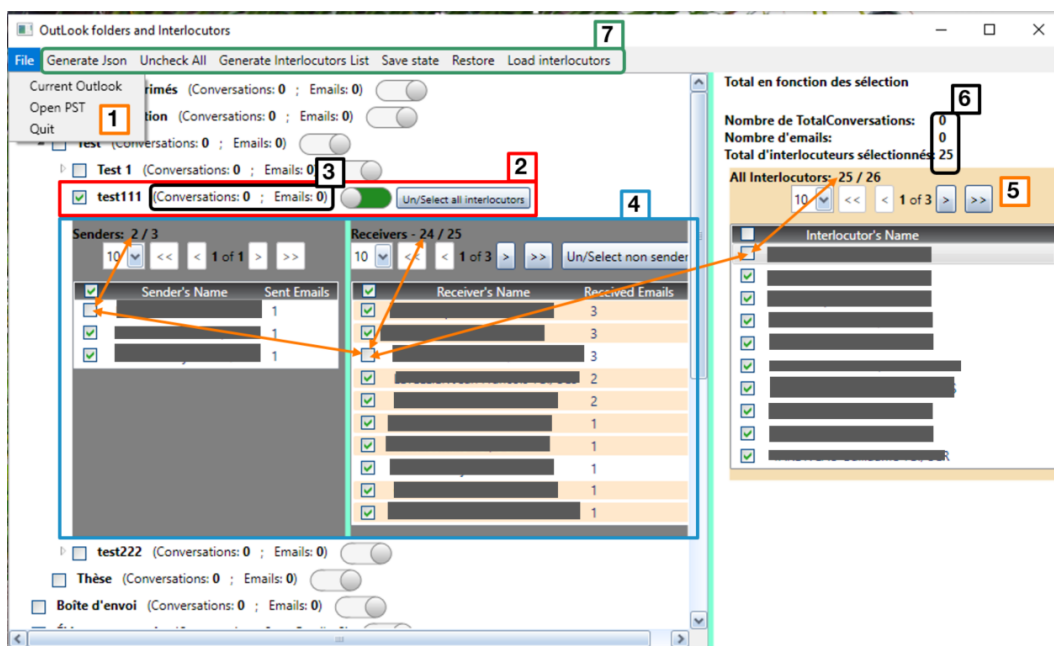 OutLook folders and Interlocutors
7
File Generate Json Uncheck All Generate Interlocutors List Save state Restore Load interlocutors
Current Outlook
Open PST
Quit
1
rimés (Conversations: 0 ; Emails: 0)
tion (Conversations: 0 ; Emails: 0)
Test (Conversations: 0 ; Emails: 0)
Test 1 (Conversations: 0 ; Emails: 0)
3
2
test111 (Conversations: 0 ; Emails: 0) Un/Select all interlocutors
4
Senders: 2 / 3
10 << < 1 of 1 > >>
Sender's Name Sent Emails
1
1
1
Receivers - 24 / 25
10 << < 1 of 3 > >> Un/Select non sender
Receiver's Name Received Emails
3
3
3
2
2
1
1
1
1
1
test222 (Conversations: 0 ; Emails: 0)
Thèse (Conversations: 0 ; Emails: 0)
Boîte d'envoi (Conversations: 0 ; Emails: 0)
Total en fonction des sélection
6
Nombre de TotalConversations: 0
Nombre d'emails: 0
Total d'interlocuteurs sélectionnés: 25
All Interlocutors: 25 / 26
10 << < 1 of 3 > >>
5
Interlocutor's Name